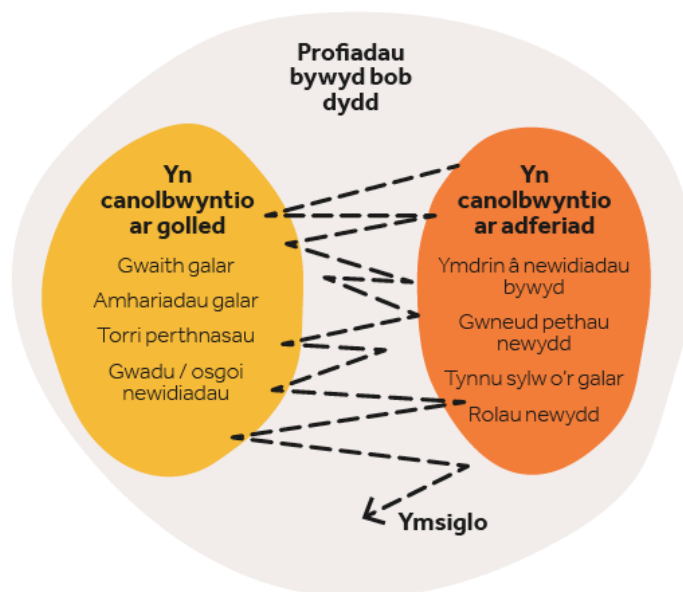 Profiadau
bywyd bob
dydd
Yn
canolbwyntio
ar golled
Gwaith galar
Amhariadau galar
Torri perthnasau
Gwadu / osgoi
newidiadau
Yn
canolbwyntio
ar adferiad
Ymdrin â newidiadau
bywyd
Gwneud pethau
newydd
Tynnu sylw o'r galar
Rolau newydd
Ymsiglo